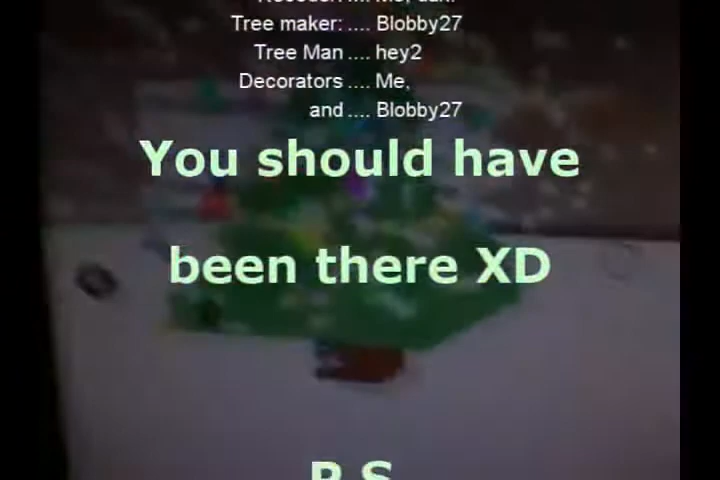 Tree maker: .... Blobby27
Tree Man .... hey2
Decorators .... Me,
and .... Blobby27
You should have
been there XD
P.S.